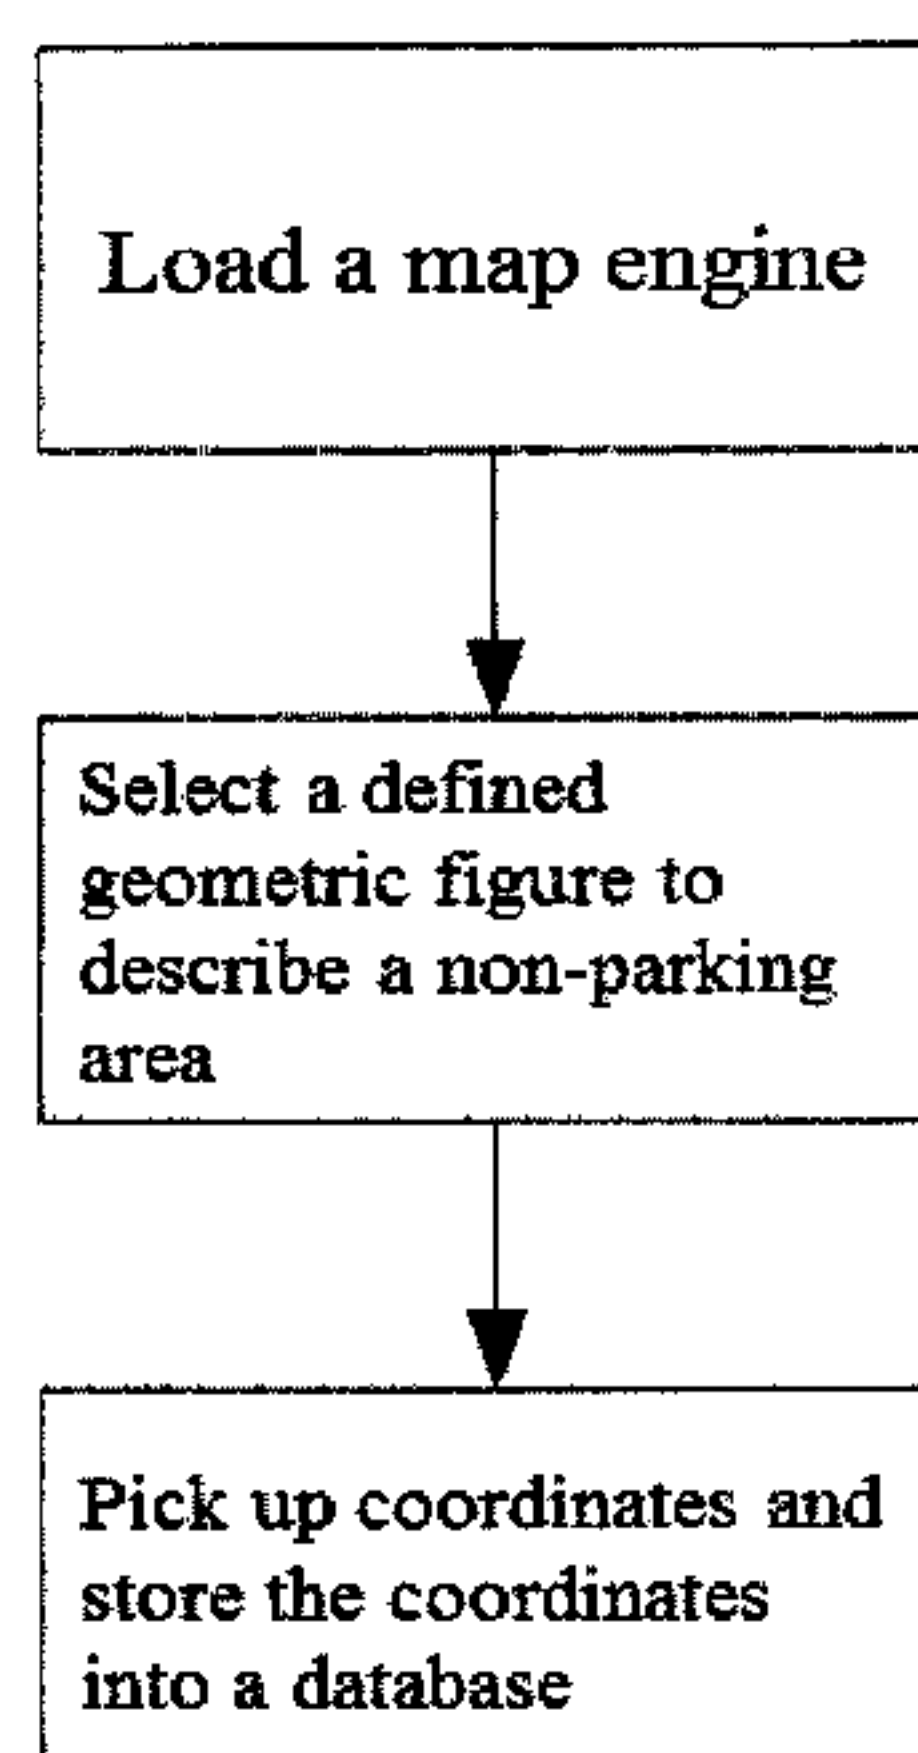 Load a map engine
Select a defined
geometric figure to
describe a non-parking
area
Pick up coordinates and
store the coordinates
into a database